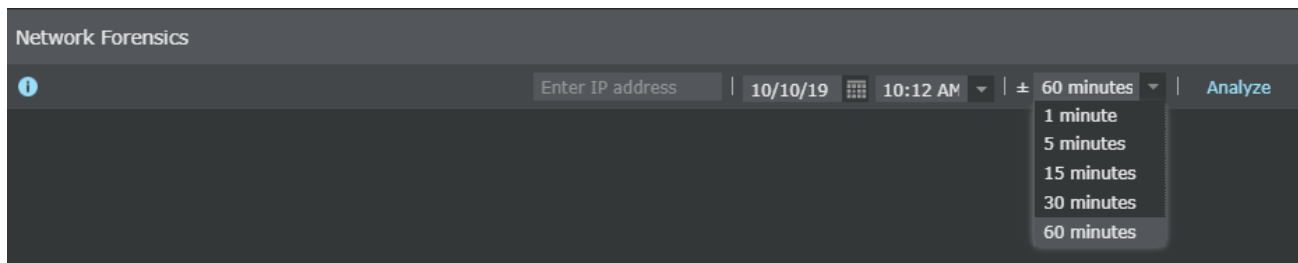 Network Forensics
Enter IP address | 10/10/19 10:12 AM | ± 60 minutes | Analyze
1 minute
5 minutes
15 minutes
30 minutes
60 minutes